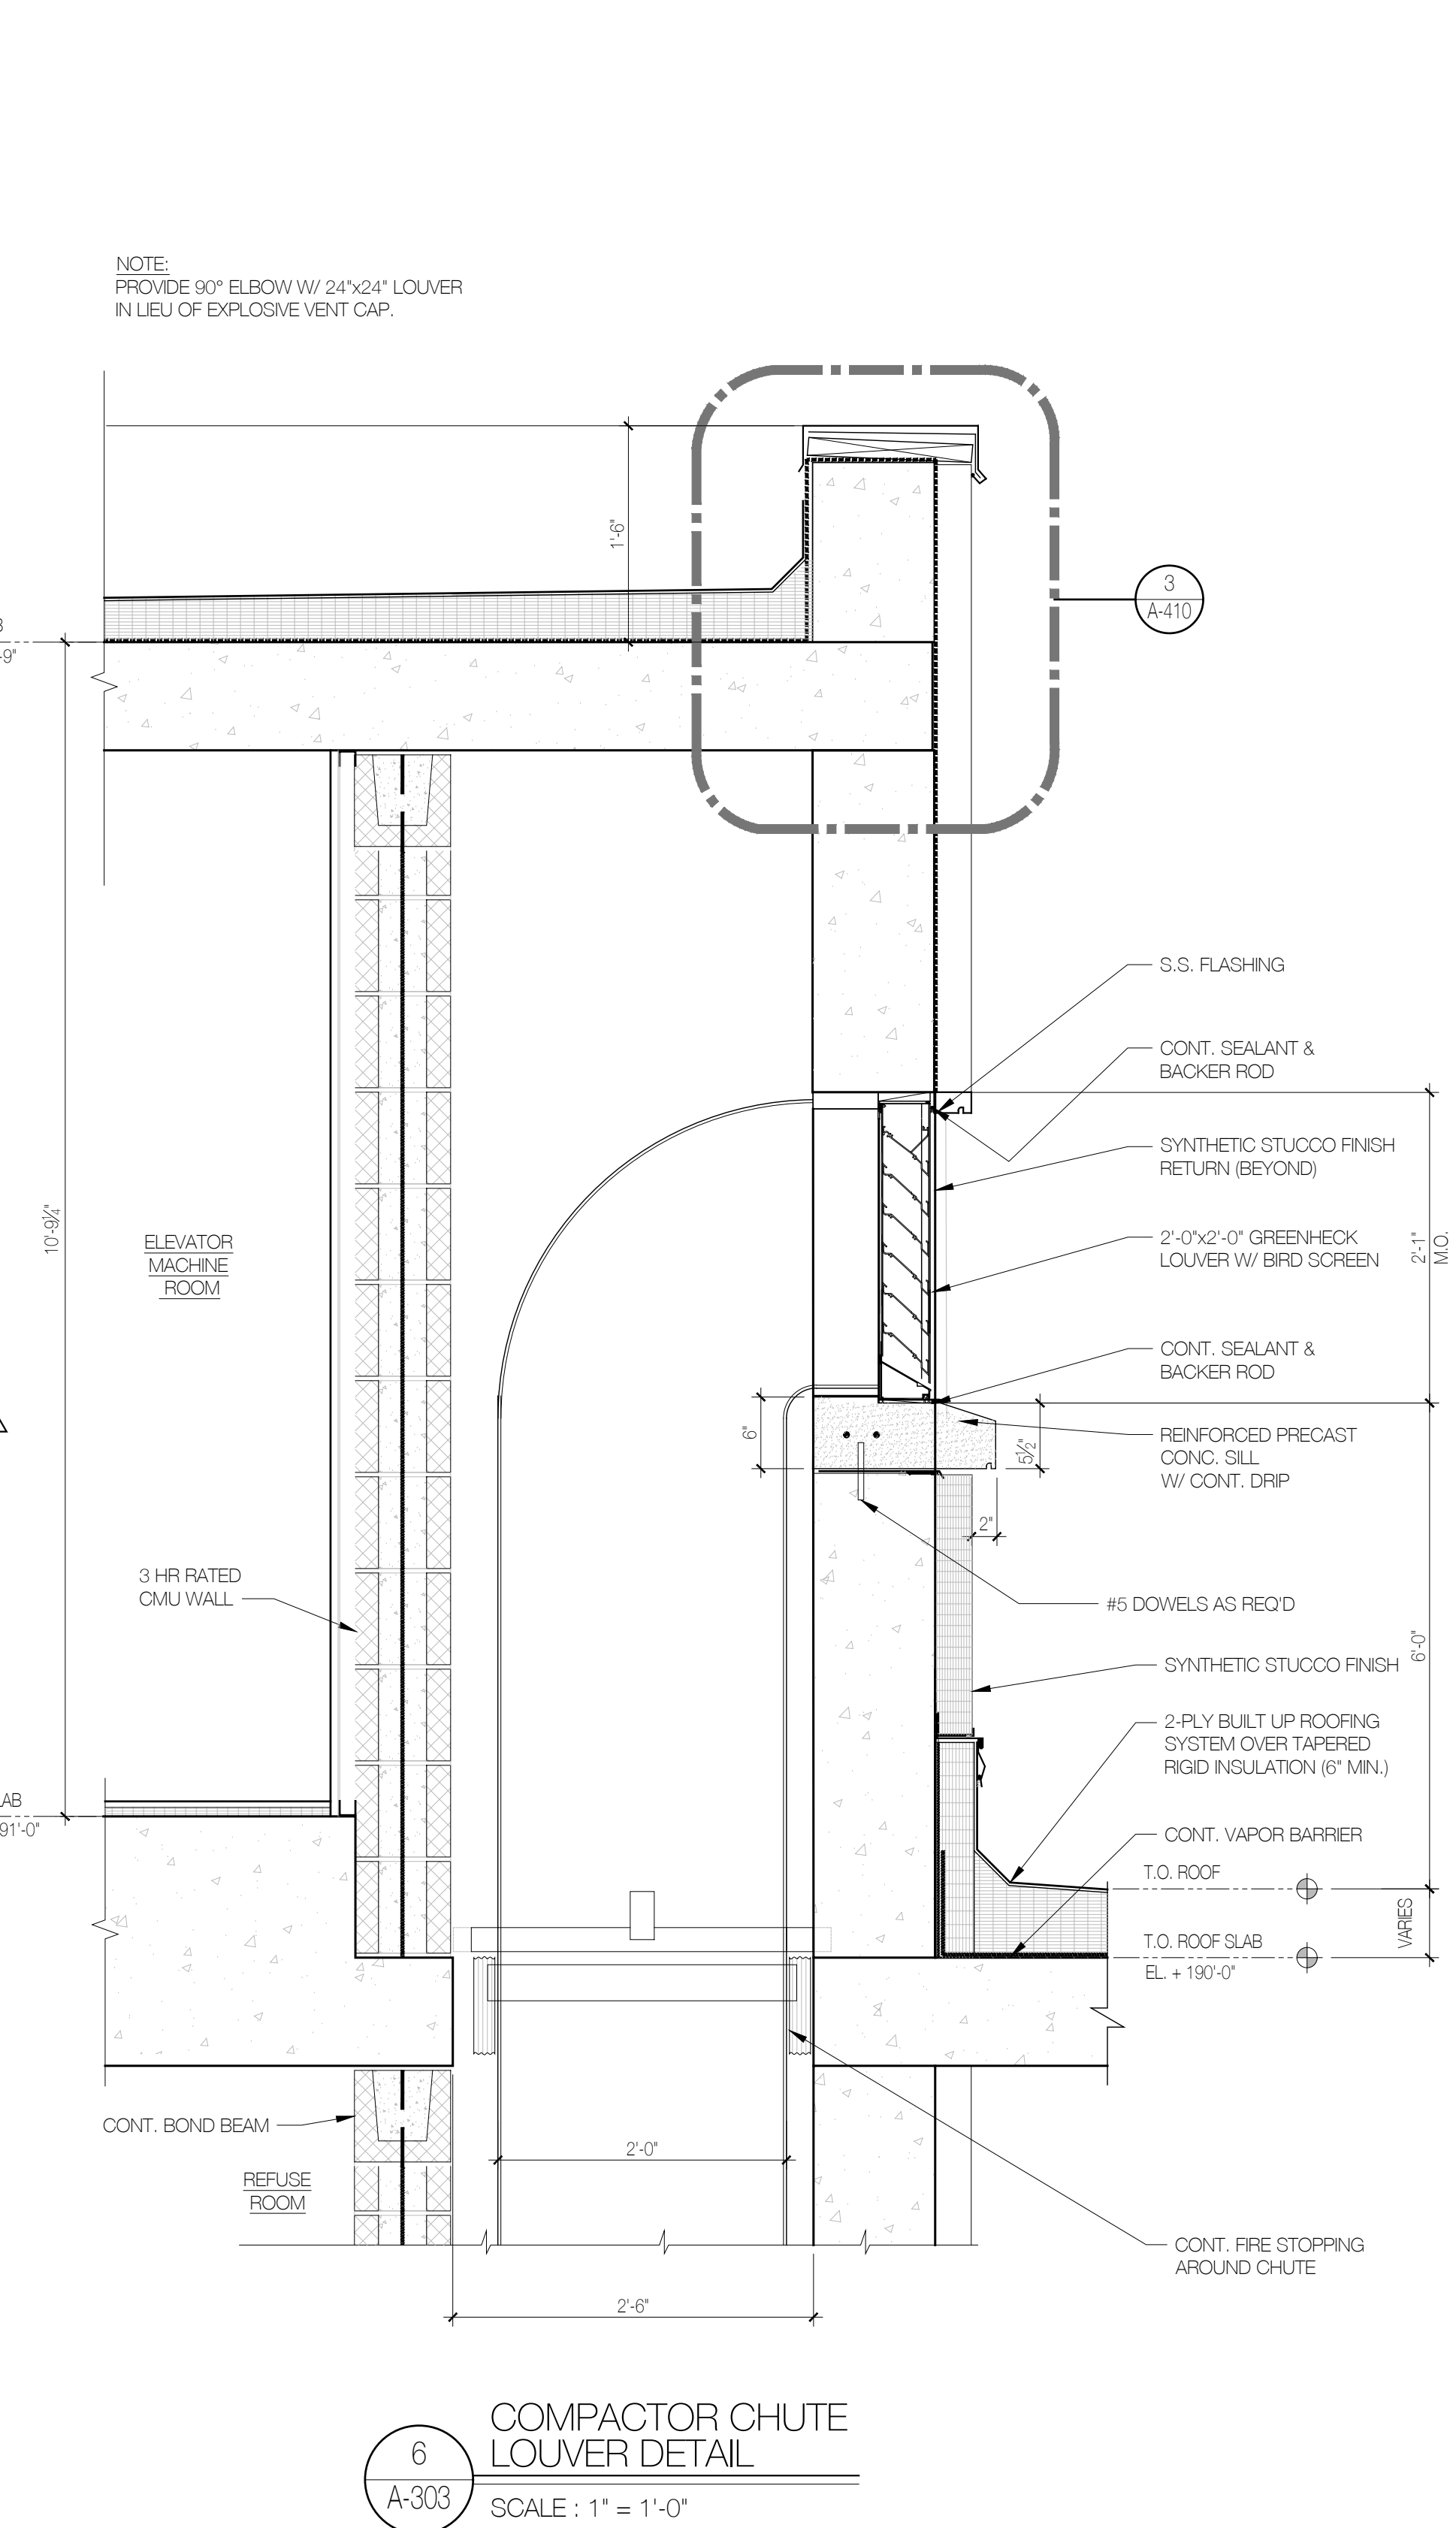 NOTE:
PROVIDE 90° ELBOW W/ 24"x24" LOUVER
IN LIEU OF EXPLOSIVE VENT CAP.
1'-6"
3
A-410
-9"
10'-9¼"
ELEVATOR
MACHINE
ROOM
S.S. FLASHING
CONT. SEALANT &
BACKER ROD
SYNTHETIC STUCCO FINISH
RETURN (BEYOND)
2'-0"x2'-0" GREENHECK
LOUVER W/ BIRD SCREEN
2'-1"
M.O.
CONT. SEALANT &
BACKER ROD
6"
5½"
REINFORCED PRECAST
CONC. SILL
W/ CONT. DRIP
2"
3 HR RATED
CMU WALL
#5 DOWELS AS REQ'D
6'-0"
SYNTHETIC STUCCO FINISH
2-PLY BUILT UP ROOFING
SYSTEM OVER TAPERED
RIGID INSULATION (6" MIN.)
LAB
91'-0"
CONT. VAPOR BARRIER
T.O. ROOF
VARIES
T.O. ROOF SLAB
EL. + 190'-0"
CONT. BOND BEAM
2'-0"
REFUSE
ROOM
CONT. FIRE STOPPING
AROUND CHUTE
2'-6"
6
A-303
COMPACTOR CHUTE
LOUVER DETAIL
SCALE : 1" = 1'-0"